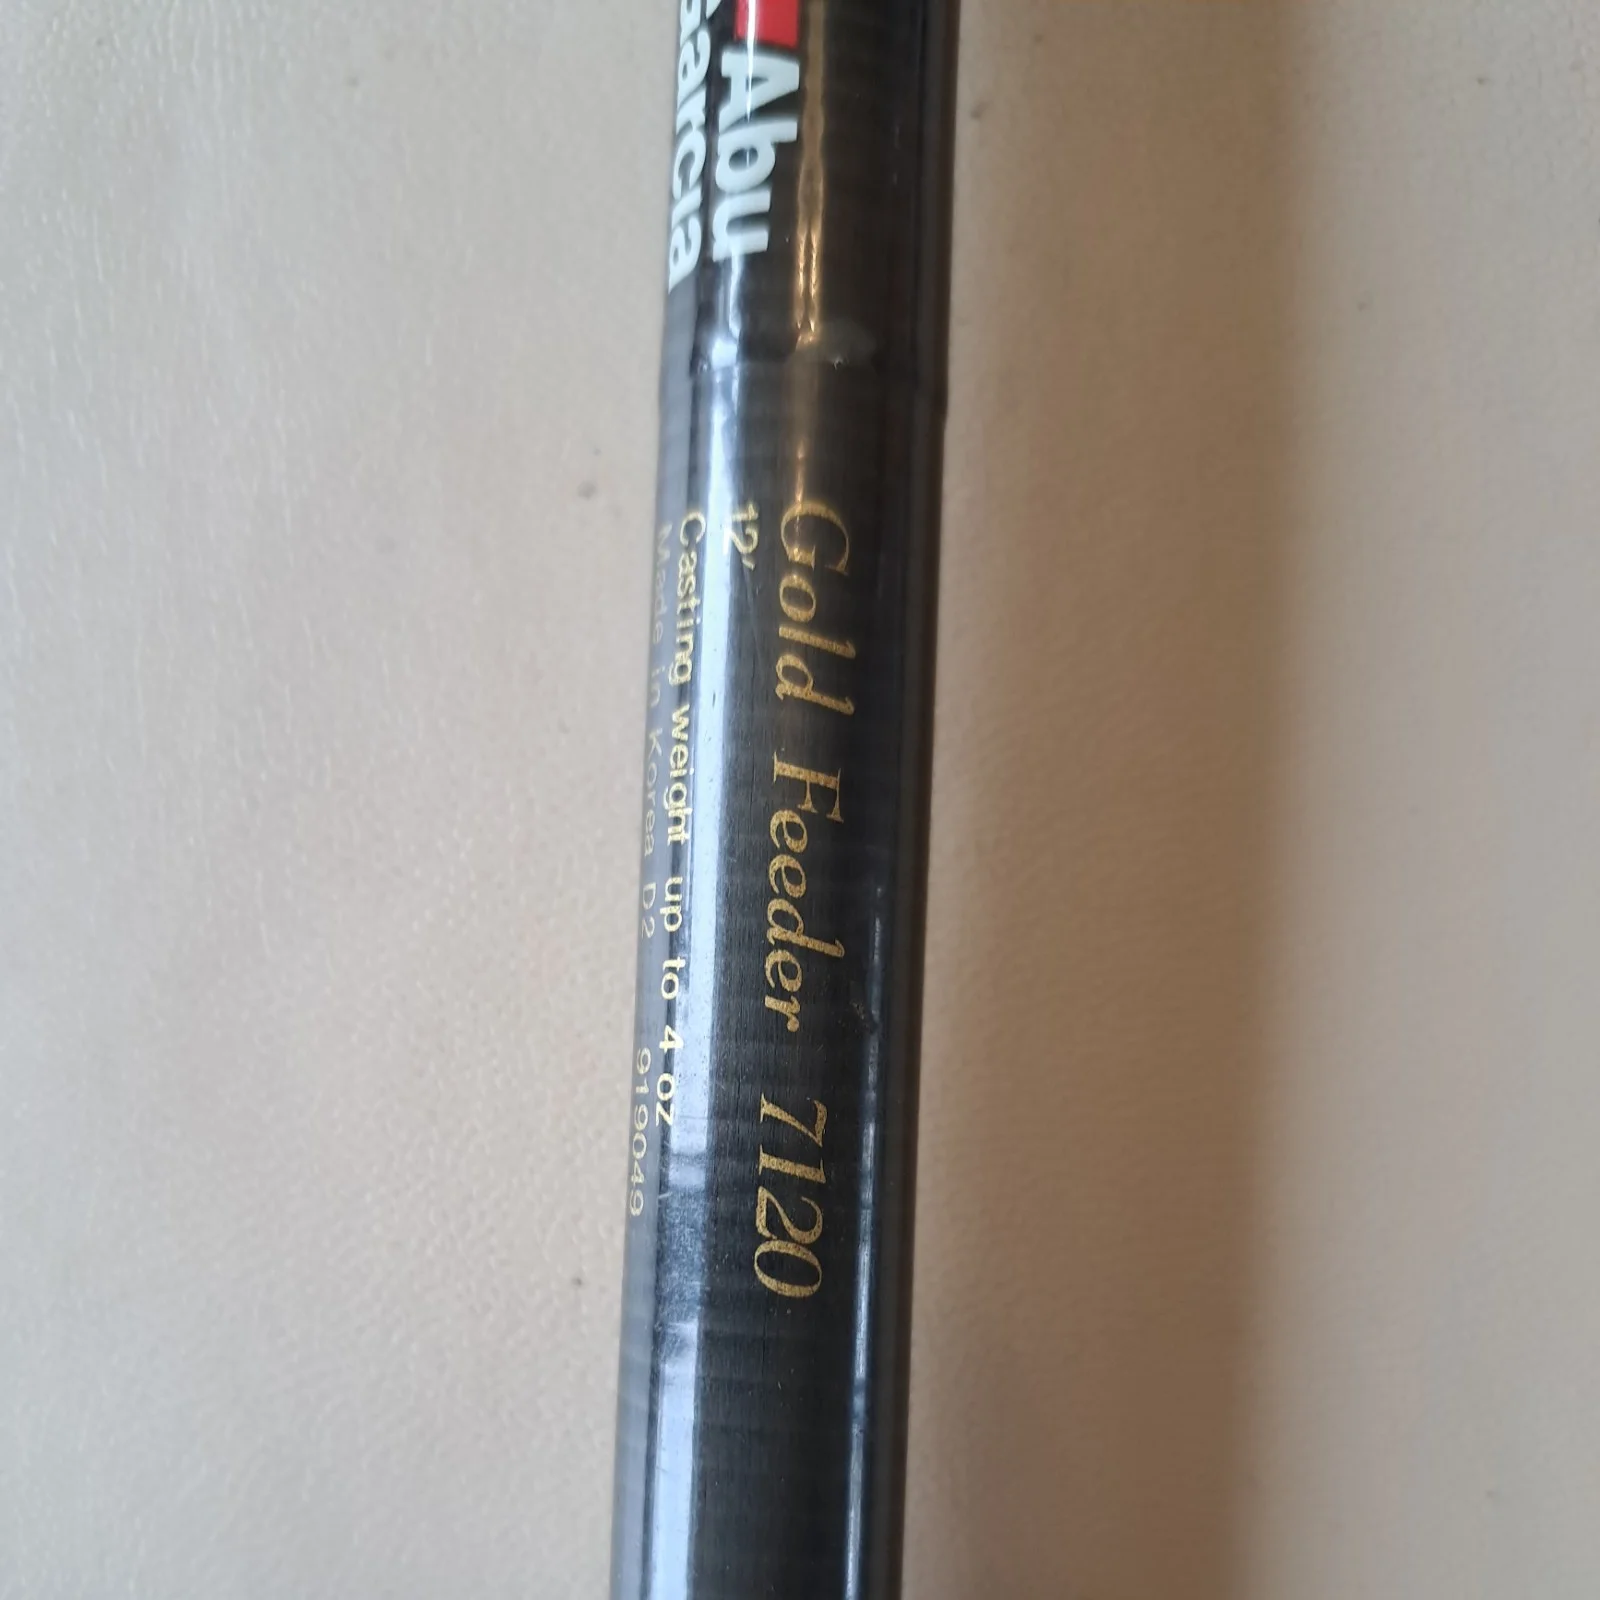 Abu
Garcia
Gold Feeder 7120
12'
Casting weight up to 4 oz
Made in Korea D2 919049